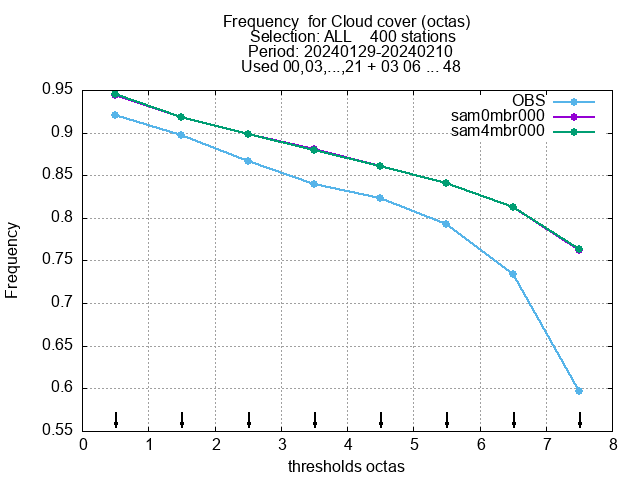 Frequency  for Cloud cover (octas)
Selection: ALL    400 stations
Period: 20240129-20240210
Used 00,03,...,21 + 03 06 ... 48
OBS
sam0mbr000
sam4mbr000
0.95
0.9
0.85
0.8
0.75
0.7
0.65
0.6
0.55
Frequency
0 1 2 3 4 5 6 7 8
thresholds octas